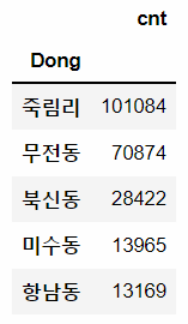 cnt
Dong
죽림리 101084
무전동 70874
북신동 28422
미수동 13965
항남동 13169